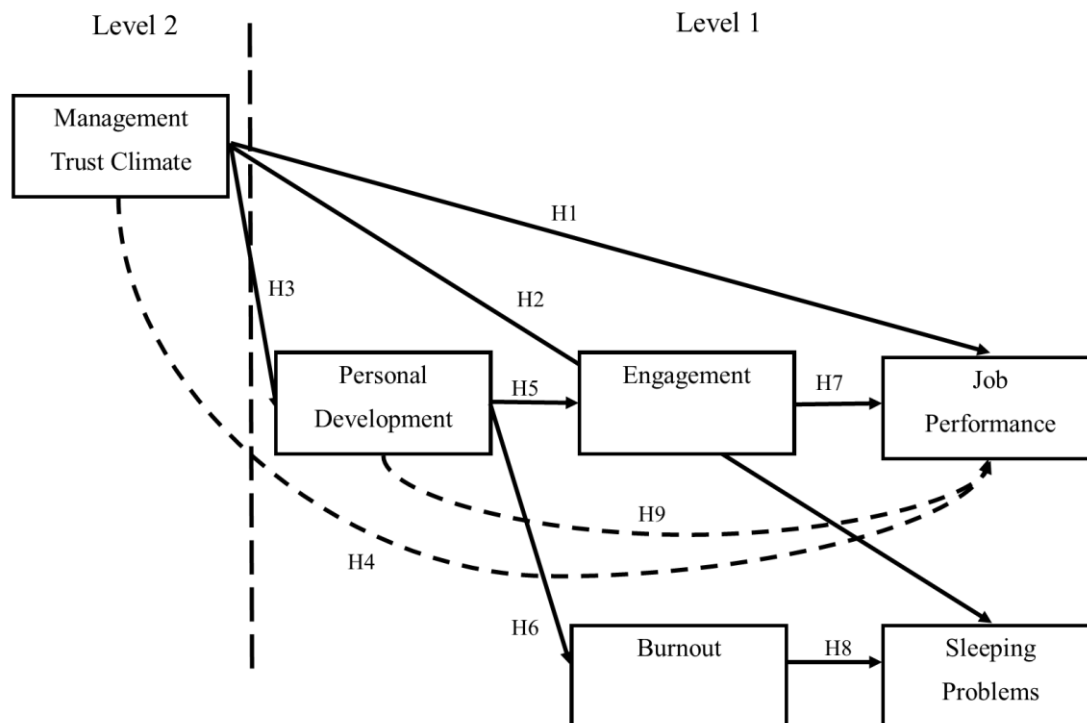 Level 2
Level 1
Management
Trust Climate
H1
H3
H2
Personal
Development
H5
Engagement
H7
Job
Performance
H9
H4
H6
Burnout
H8
Sleeping
Problems